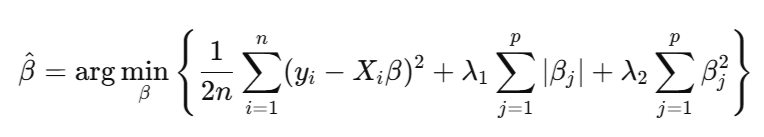 $\hat{\beta} = \arg\min_{\beta} \left\{ \frac{1}{2n} \sum_{i=1}^{n} (y_i - X_i\beta)^2 + \lambda_1 \sum_{j=1}^{p} |\beta_j| + \lambda_2 \sum_{j=1}^{p} \beta_j^2 \right\}$